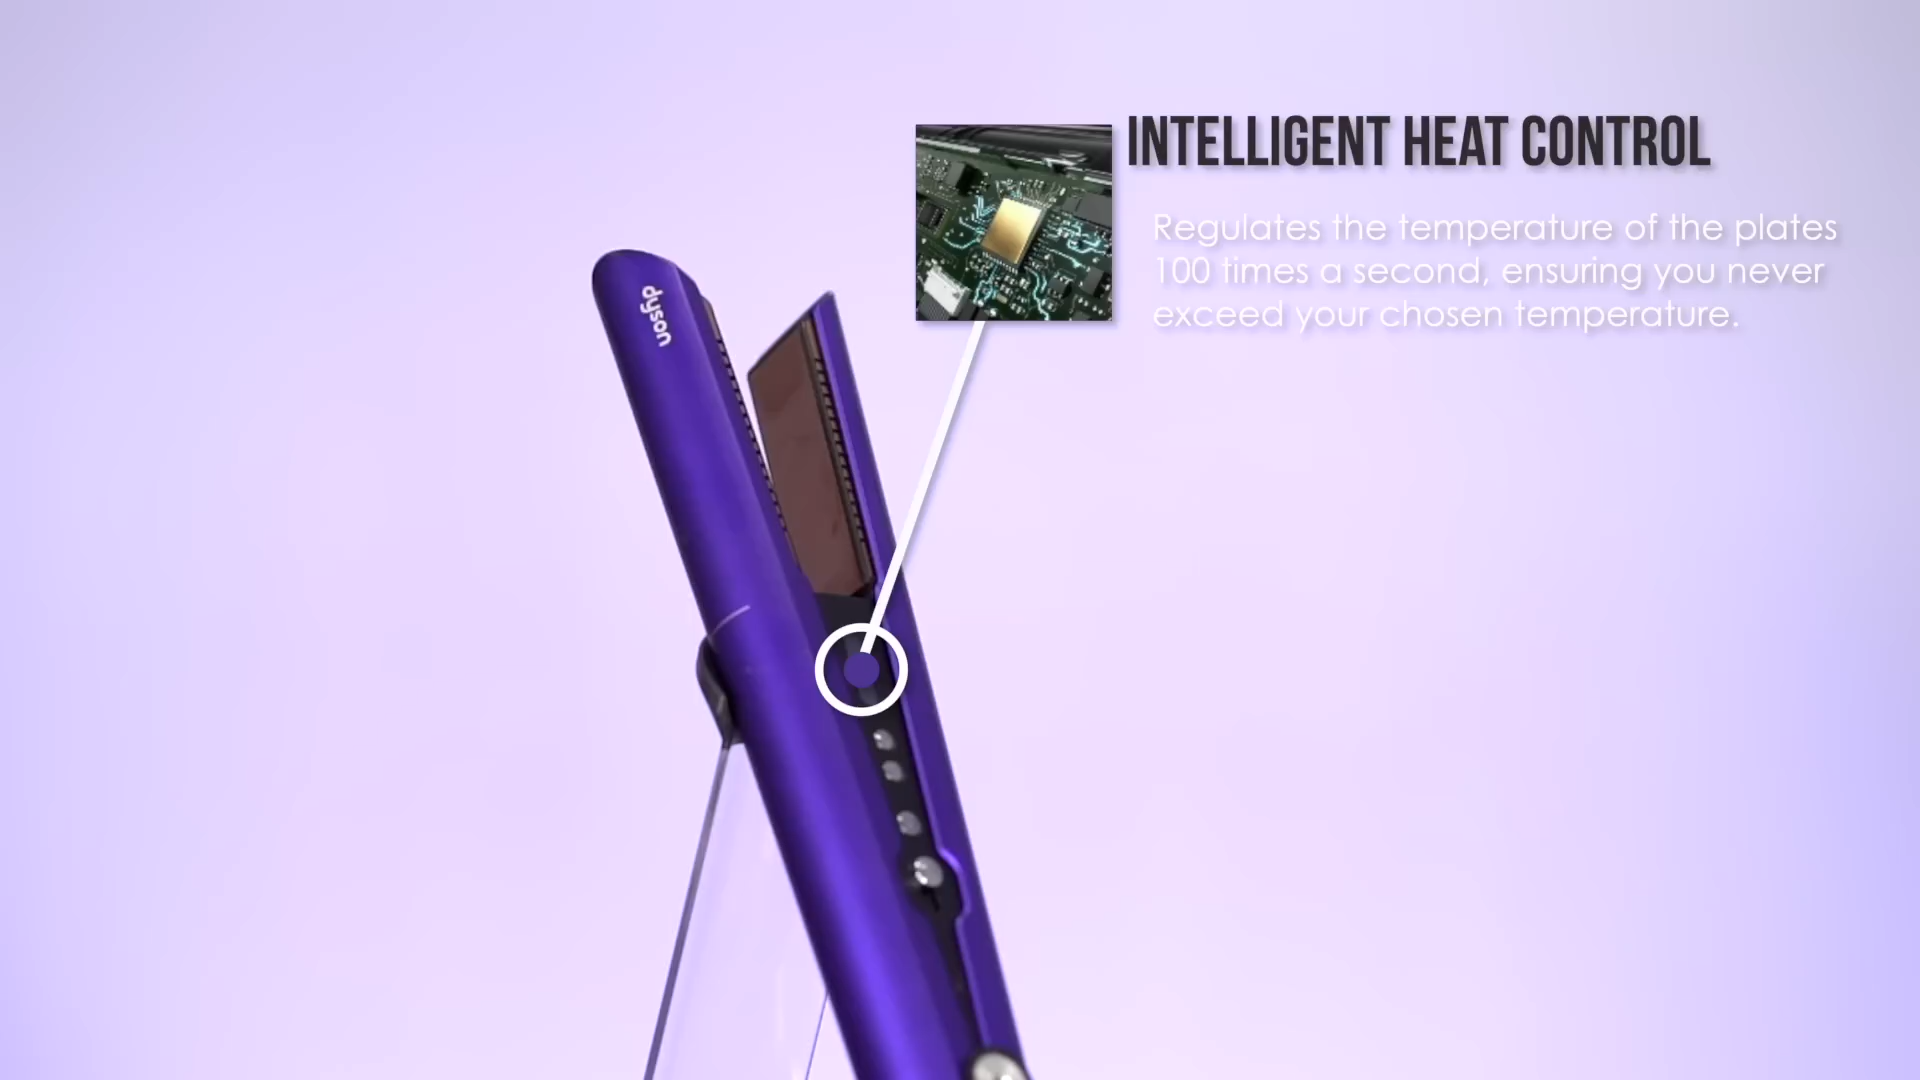 INTELLIGENT HEAT CONTROL
Regulates the temperature of the plates
100 times a second, ensuring you never
exceed your chosen temperature.
dyson